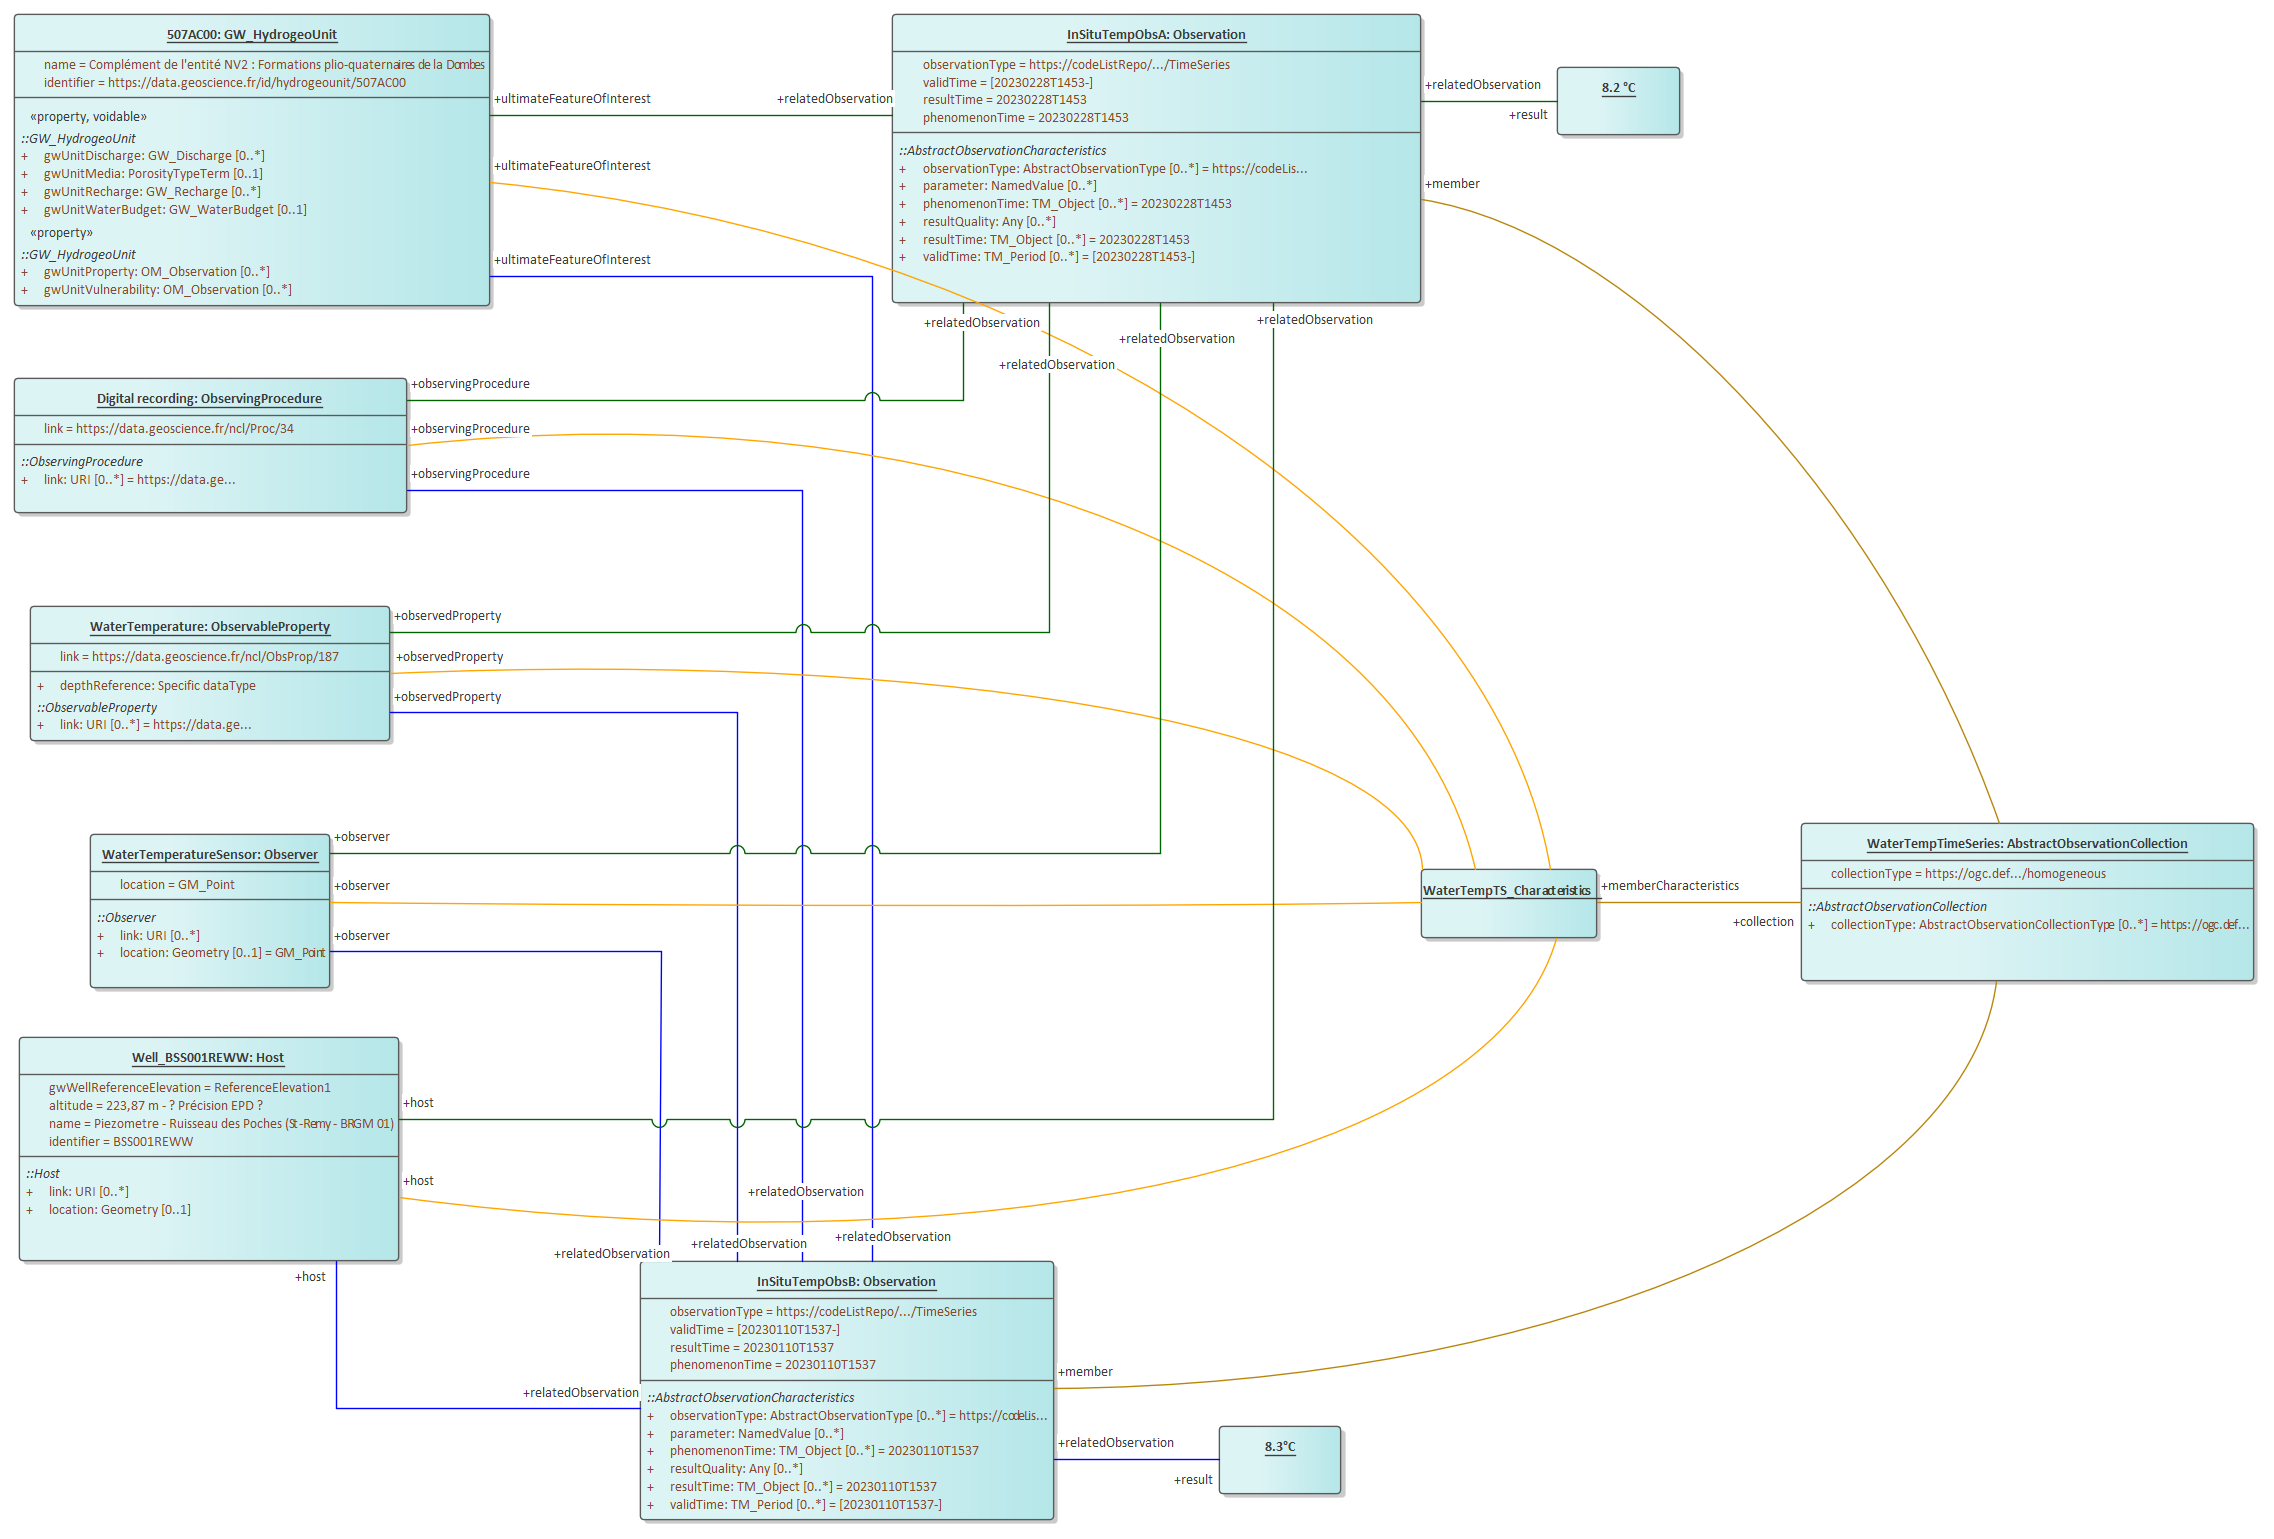 507AC00: GW_HydrogeoUnit
name = Complément de l'entité NV2 : Formations plio-quaternaires de la Dombes
identifier = https://data.geoscience.fr/id/hydrogeounit/507AC00
«property, voidable»
::GW_HydrogeoUnit
+ gwUnitDischarge: GW_Discharge [0..*]
+ gwUnitMedia: PorosityTypeTerm [0..1]
+ gwUnitRecharge: GW_Recharge [0..*]
+ gwUnitWaterBudget: GW_WaterBudget [0..1]
«property»
::GW_HydrogeoUnit
+ gwUnitProperty: OM_Observation [0..*]
+ gwUnitVulnerability: OM_Observation [0..*]
+ultimateFeatureOfInterest
+relatedObservation
+ultimateFeatureOfInterest
+ultimateFeatureOfInterest
InSituTempObsA: Observation
observationType = https://codeListRepo/.../TimeSeries
validTime = [20230228T1453-]
resultTime = 20230228T1453
phenomenonTime = 20230228T1453
::AbstractObservationCharacteristics
+ observationType: AbstractObservationType [0..*] = https://codeLis...
+ parameter: NamedValue [0..*]
+ phenomenonTime: TM_Object [0..*] = 20230228T1453
+ resultQuality: Any [0..*]
+ resultTime: TM_Object [0..*] = 20230228T1453
+ validTime: TM_Period [0..*] = [20230228T1453-]
+relatedObservation
+result
8.2 °C
+member
+relatedObservation
+relatedObservation
+relatedObservation
+relatedObservation
Digital recording: ObservingProcedure
link = https://data.geoscience.fr/ncl/Proc/34
::ObservingProcedure
+ link: URI [0..*] = https://data.ge...
+observingProcedure
+observingProcedure
+observingProcedure
WaterTemperature: ObservableProperty
link = https://data.geoscience.fr/ncl/ObsProp/187
+ depthReference: Specific dataType
::ObservableProperty
+ link: URI [0..*] = https://data.ge...
+observedProperty
+observedProperty
+observedProperty
WaterTemperatureSensor: Observer
location = GM_Point
::Observer
+ link: URI [0..*]
+ location: Geometry [0..1] = GM_Point
+observer
+observer
+observer
WaterTempTS_Characteristics
+memberCharacteristics
+collection
WaterTempTimeSeries: AbstractObservationCollection
collectionType = https://ogc.def.../homogeneous
::AbstractObservationCollection
+ collectionType: AbstractObservationCollectionType [0..*] = https://ogc.def...
Well_BSS001REWW: Host
gwWellReferenceElevation = ReferenceElevation1
altitude = 223,87 m - ? Précision EPD ?
name = Piezometre - Ruisseau des Poches (St-Remy - BRGM 01)
identifier = BSS001REWW
::Host
+ link: URI [0..*]
+ location: Geometry [0..1]
+host
+host
+host
+relatedObservation
+relatedObservation
+relatedObservation
+relatedObservation
+relatedObservation
InSituTempObsB: Observation
observationType = https://codeListRepo/.../TimeSeries
validTime = [20230110T1537-]
resultTime = 20230110T1537
phenomenonTime = 20230110T1537
::AbstractObservationCharacteristics
+ observationType: AbstractObservationType [0..*] = https://codeLis...
+ parameter: NamedValue [0..*]
+ phenomenonTime: TM_Object [0..*] = 20230110T1537
+ resultQuality: Any [0..*]
+ resultTime: TM_Object [0..*] = 20230110T1537
+ validTime: TM_Period [0..*] = [20230110T1537-]
+member
+relatedObservation
+result
8.3°C